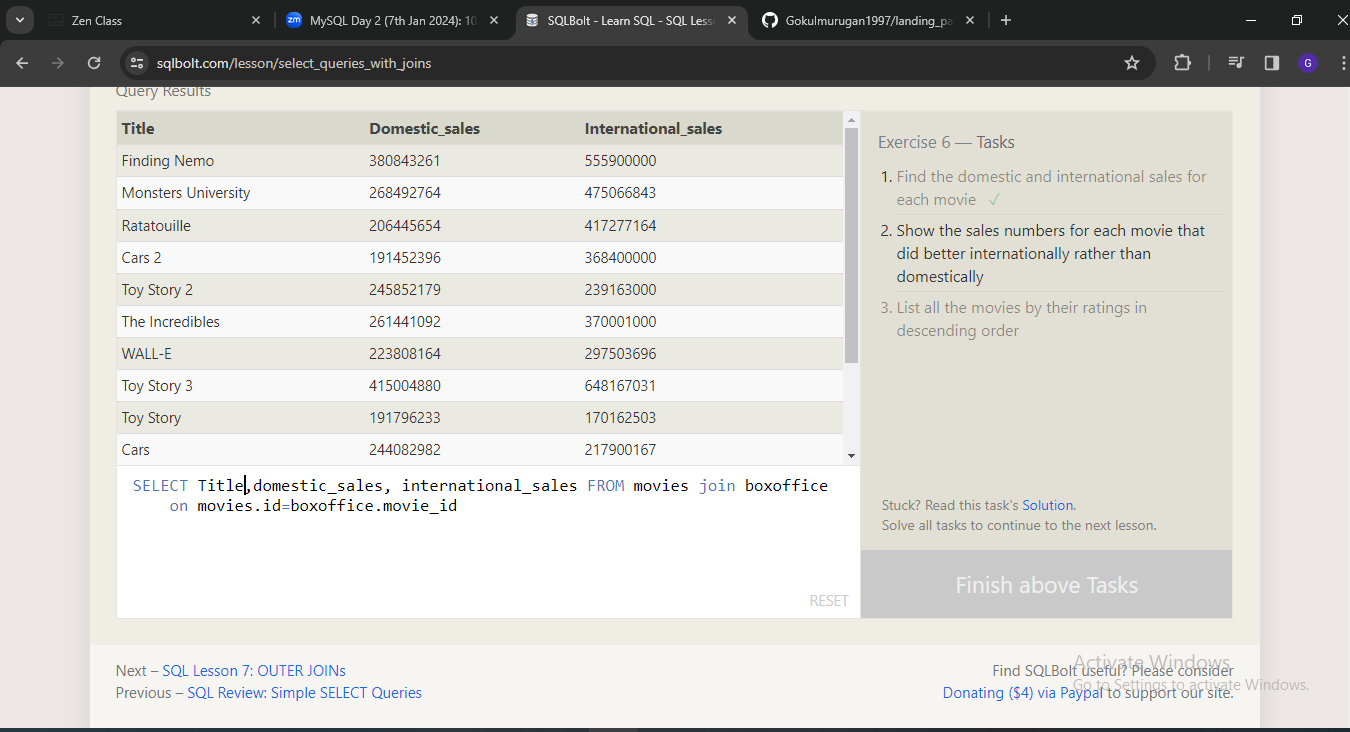 Zen Class
MySQL Day 2 (7th Jan 2024): 10
SQLBolt - Learn SQL - SQL Less
Gokulmurugan1997/landing_pa
sqlbolt.com/lesson/select_queries_with_joins
G
Query Results
Title Domestic_sales International_sales
Finding Nemo 380843261 555900000
Monsters University 268492764 475066843
Ratatouille 206445654 417277164
Cars 2 191452396 368400000
Toy Story 2 245852179 239163000
The Incredibles 261441092 370001000
WALL-E 223808164 297503696
Toy Story 3 415004880 648167031
Toy Story 191796233 170162503
Cars 244082982 217900167
SELECT Title,domestic_sales, international_sales FROM movies join boxoffice
on movies.id=boxoffice.movie_id
RESET
Exercise 6 — Tasks
1. Find the domestic and international sales for
each movie ✓
2. Show the sales numbers for each movie that
did better internationally rather than
domestically
3. List all the movies by their ratings in
descending order
Stuck? Read this task's Solution.
Solve all tasks to continue to the next lesson.
Finish above Tasks
Next – SQL Lesson 7: OUTER JOINs
Previous – SQL Review: Simple SELECT Queries
Find SQLBolt useful? Please consider
Donating ($4) via Paypal to support our site.
Activate Windows
Go to Settings to activate Windows.